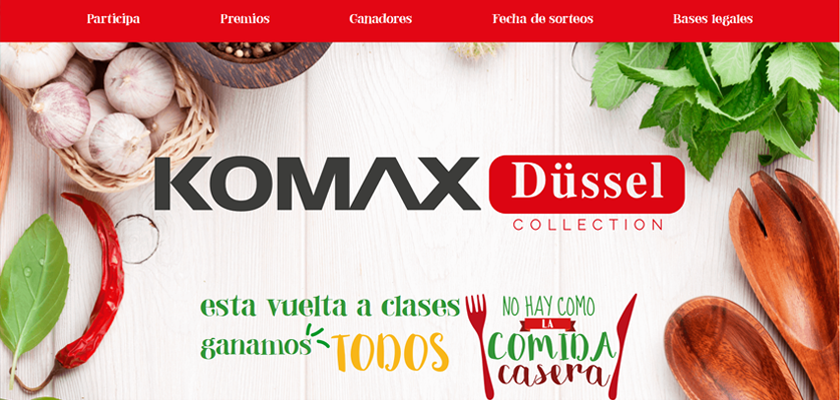 Participa
Premios
Ganadores
Fecha de sorteos
Bases legales
KOMAX
Düssel
COLLECTION
esta vuelta a clases
ganamos TODOS
NO HAY COMO
LA
COMIDA
casera